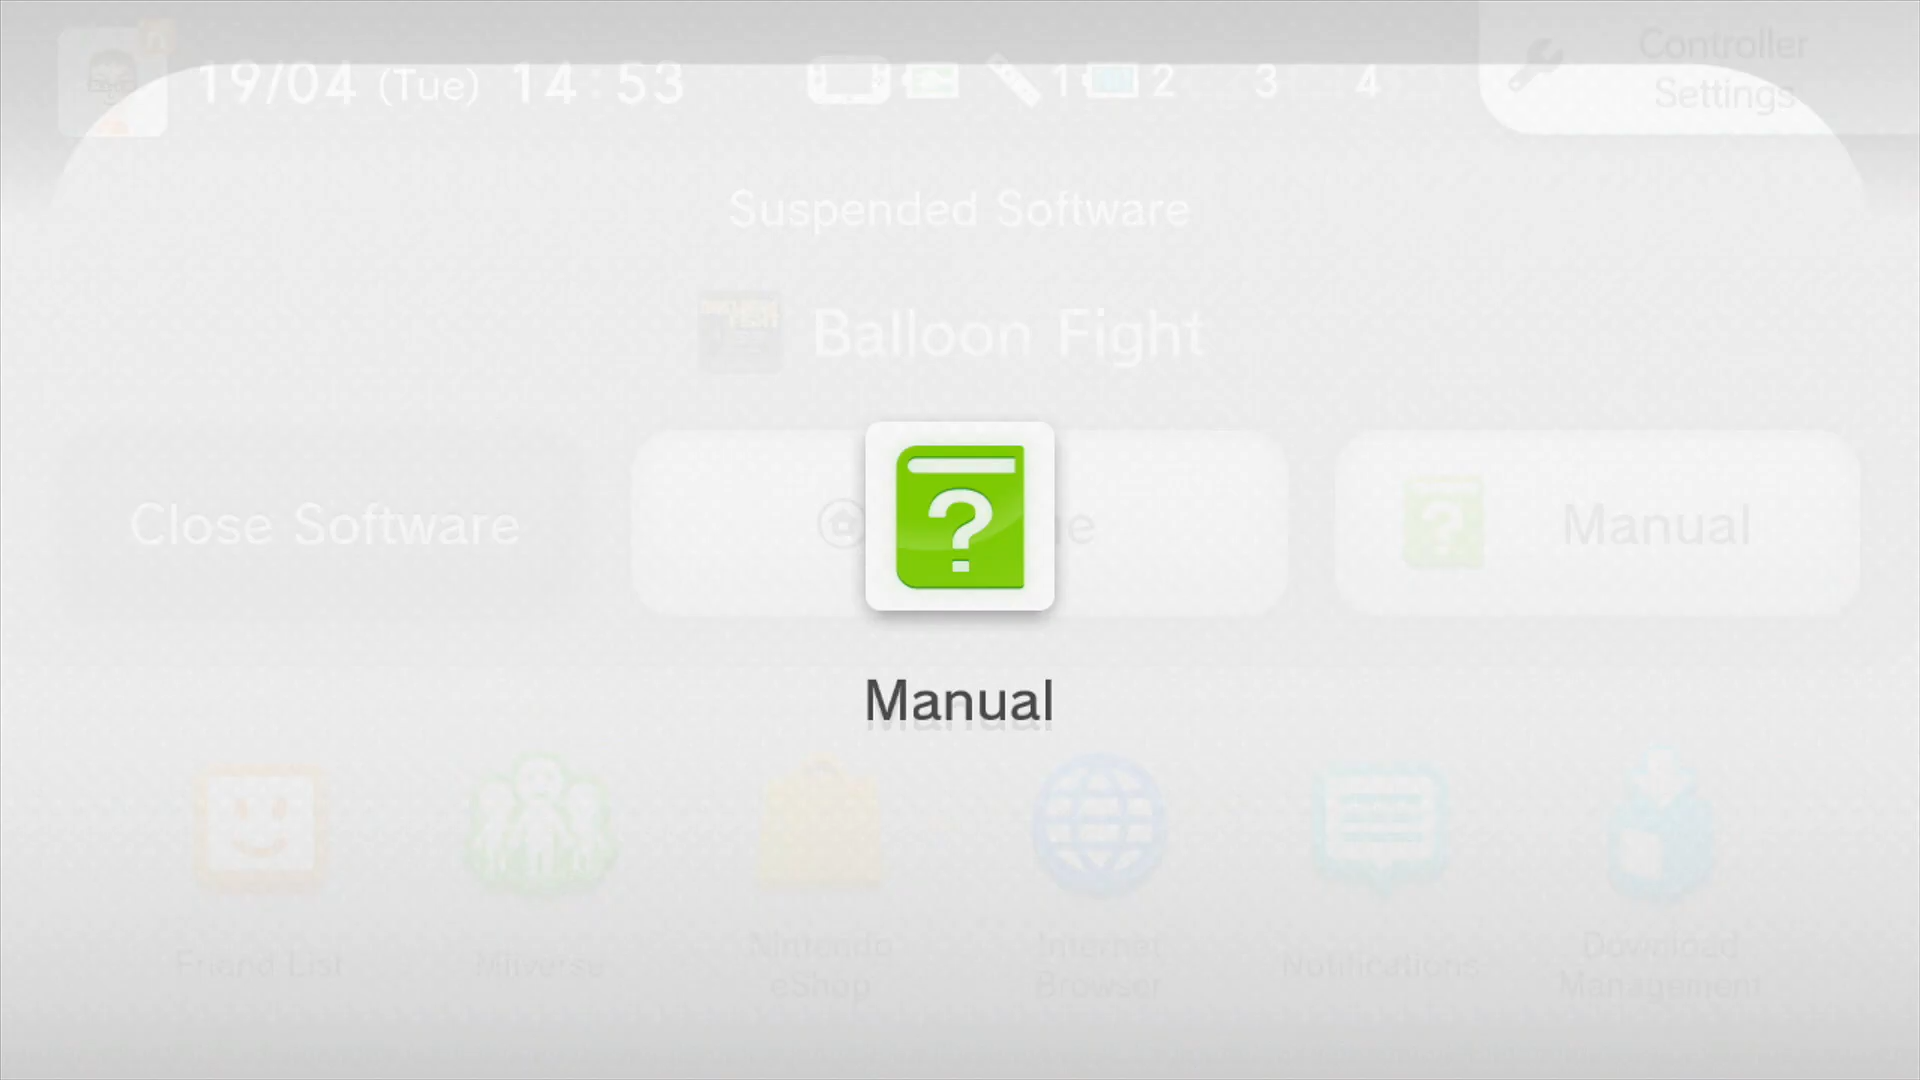 19/04 (Tue) 14:53
1 2 3 4
Controller
Settings
Suspended Software
Balloon Fight
Close Software
Manual
?
Manual
Friend List
Miiverse
Nintendo
eShop
Internet
Browser
Notifications
Download
Management